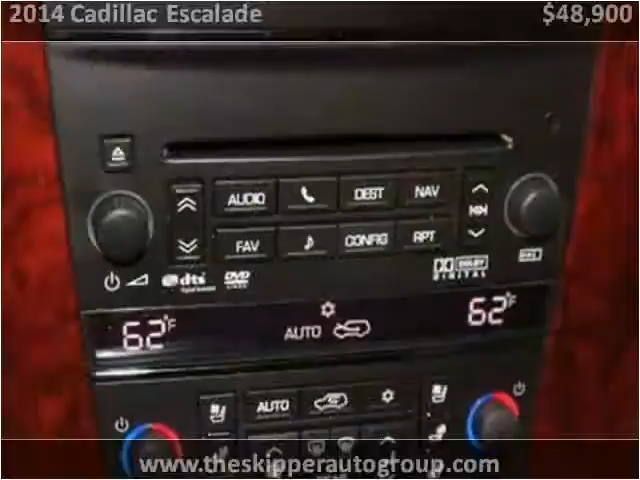 2014 Cadillac Escalade $48,900
AUDIO DEST NAV
FAV CONFIG RPT
dts DVD DOLBY
DIGITAL
62°F AUTO 62°F
AUTO
www.theskipperautogroup.com